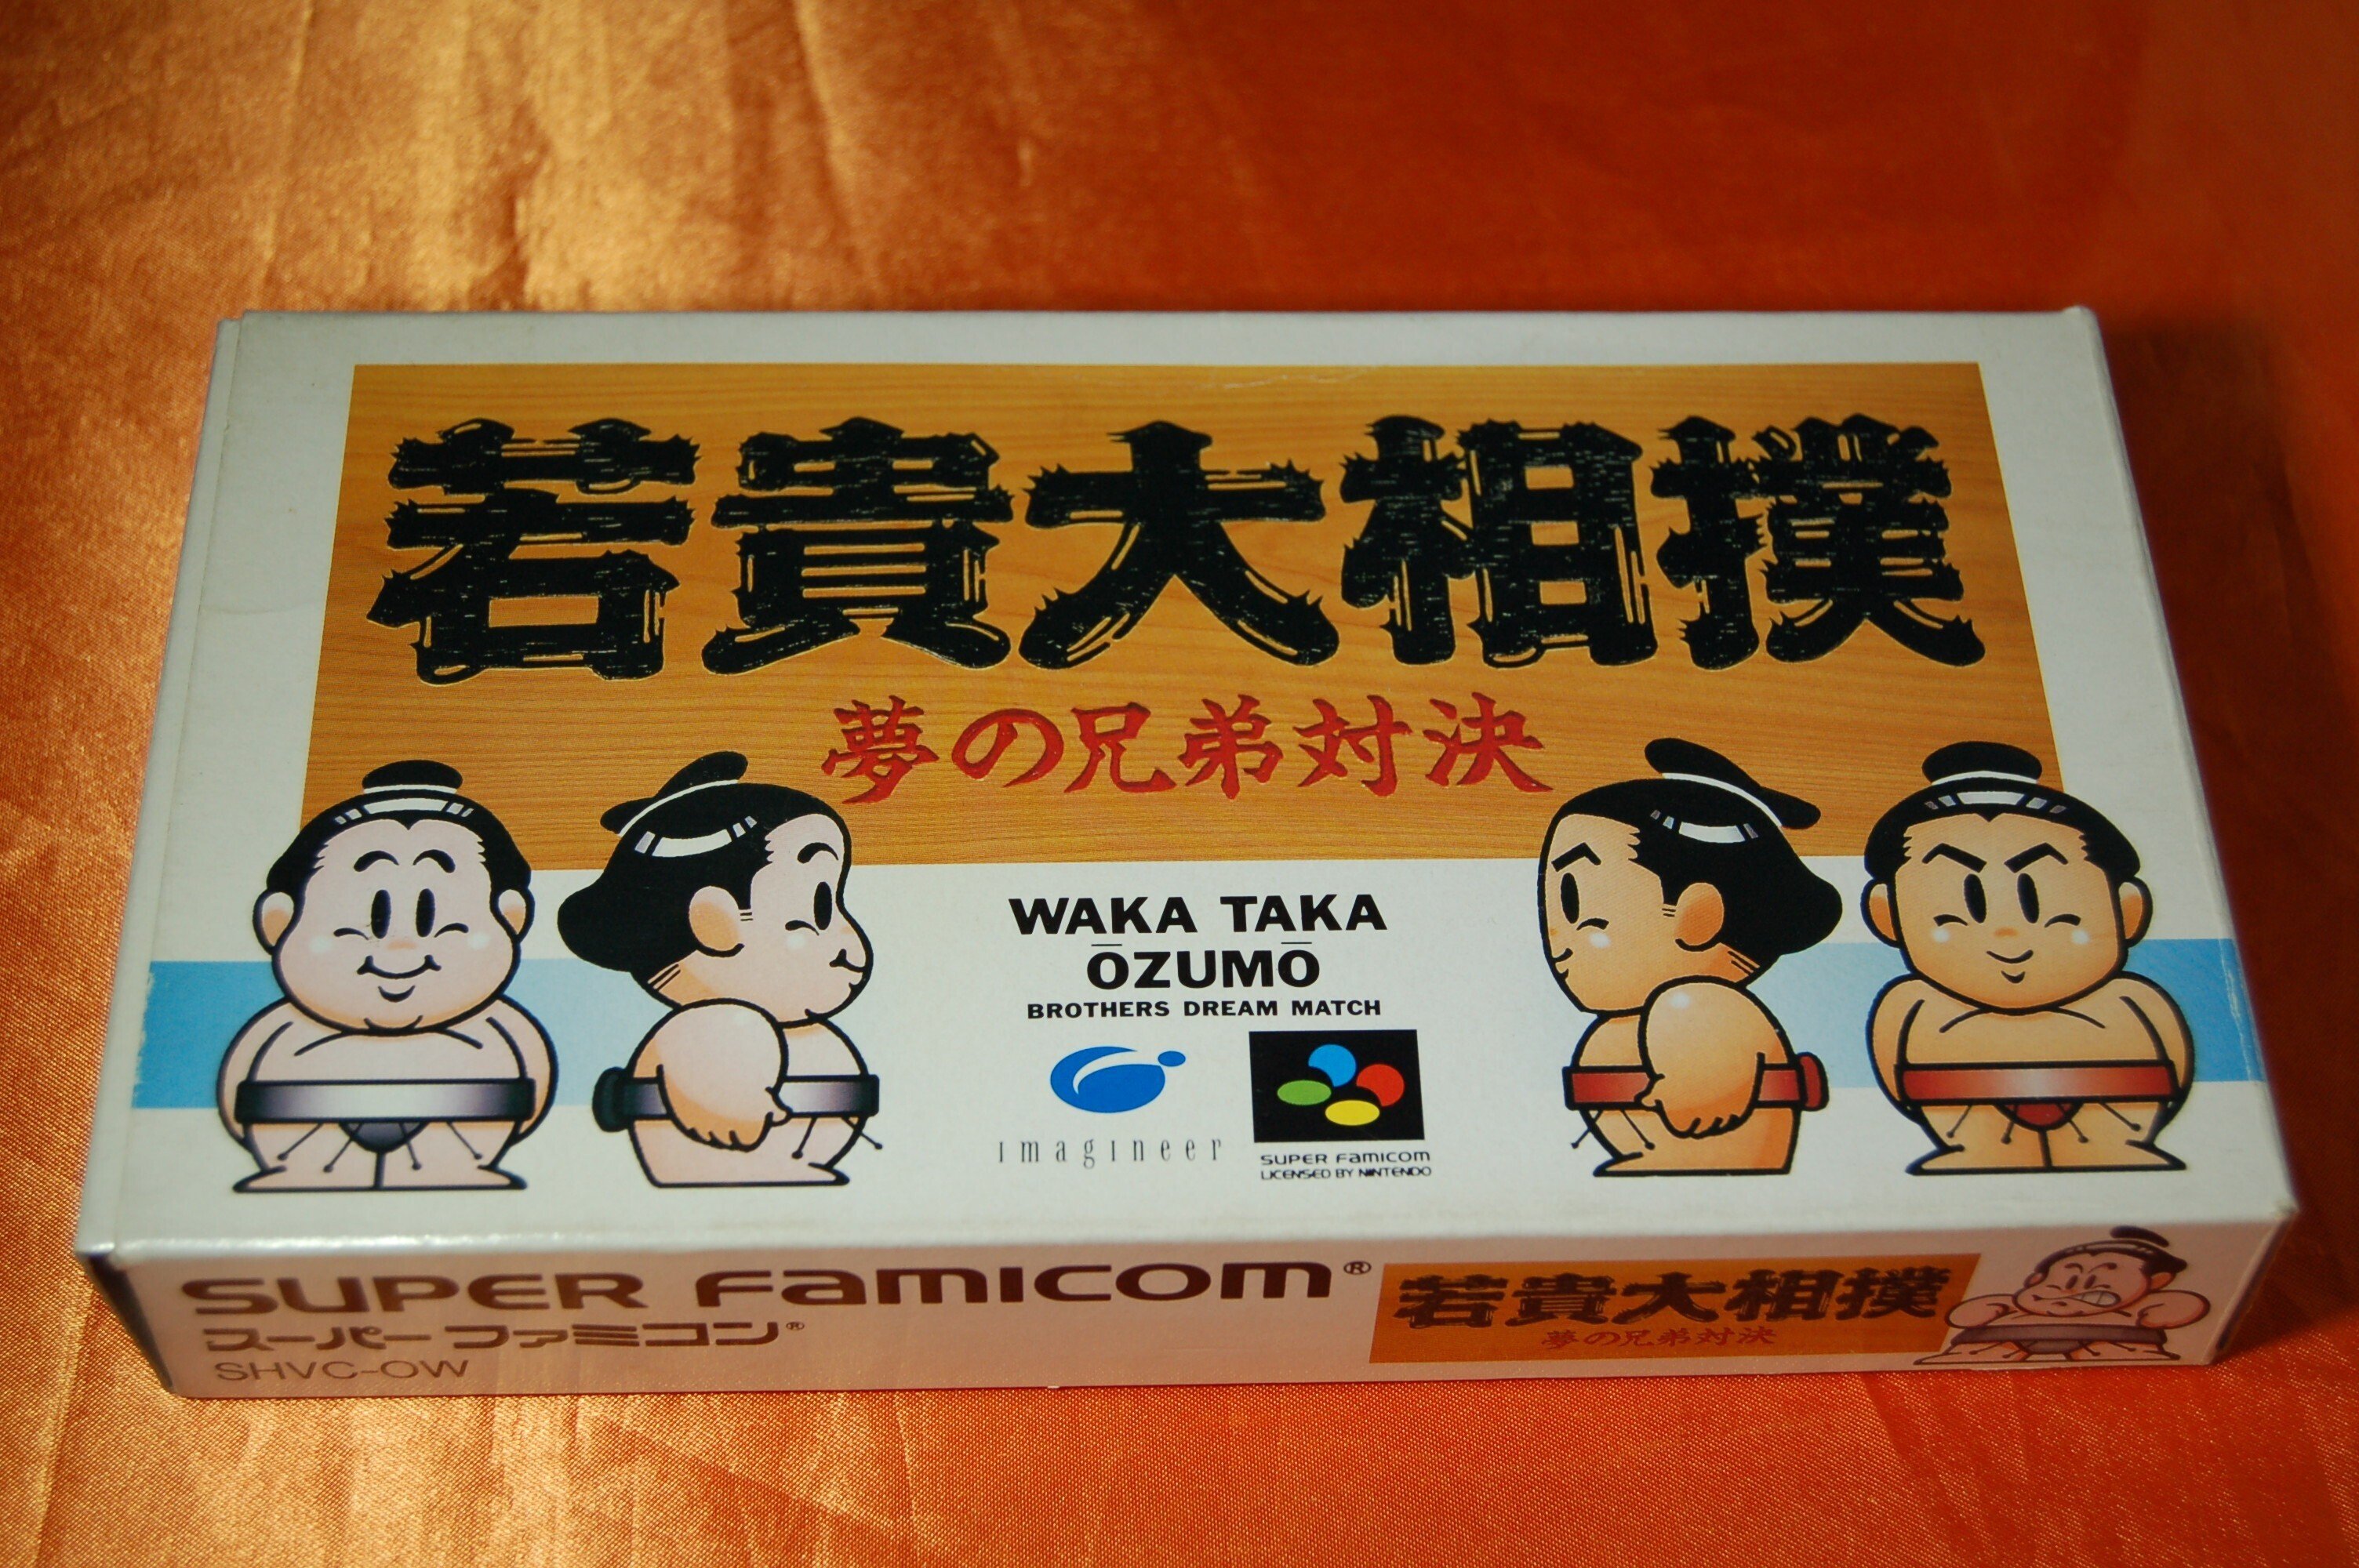 若貴大相撲
夢の兄弟対決
WAKA TAKA
ŌZUMŌ
BROTHERS DREAM MATCH
imagineer
SUPER FAMICOM
LICENSED BY NINTENDO
SUPER FAMICOM®
スーパーファミコン®
SHVC-OW
若貴大相撲
夢の兄弟対決